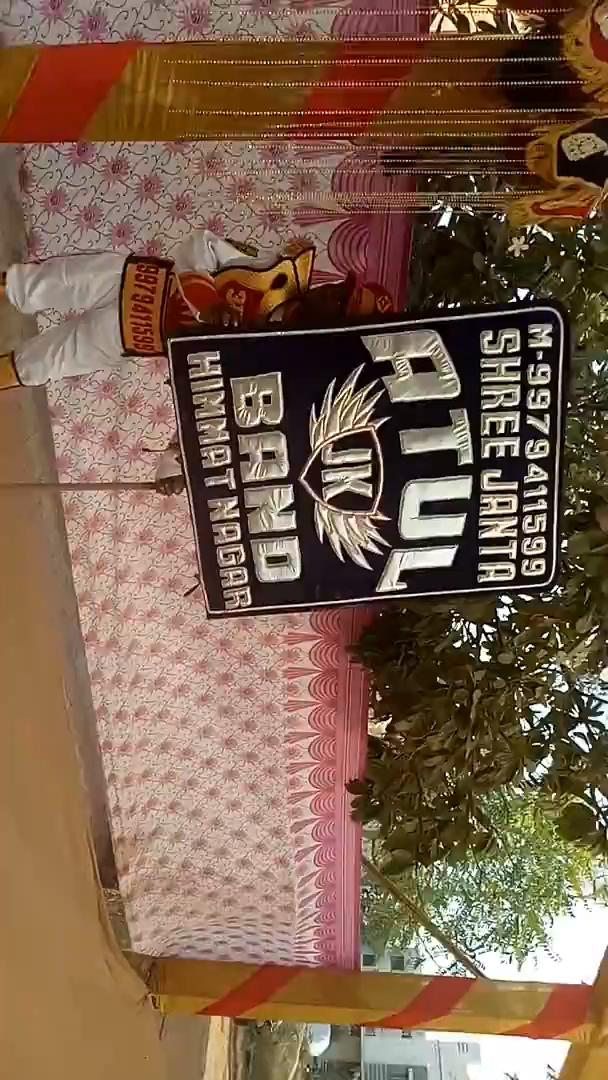 M-9979411599
SHREE JANTA
ATUL
JK
BAND
HIMMAT NAGAR
9979411599